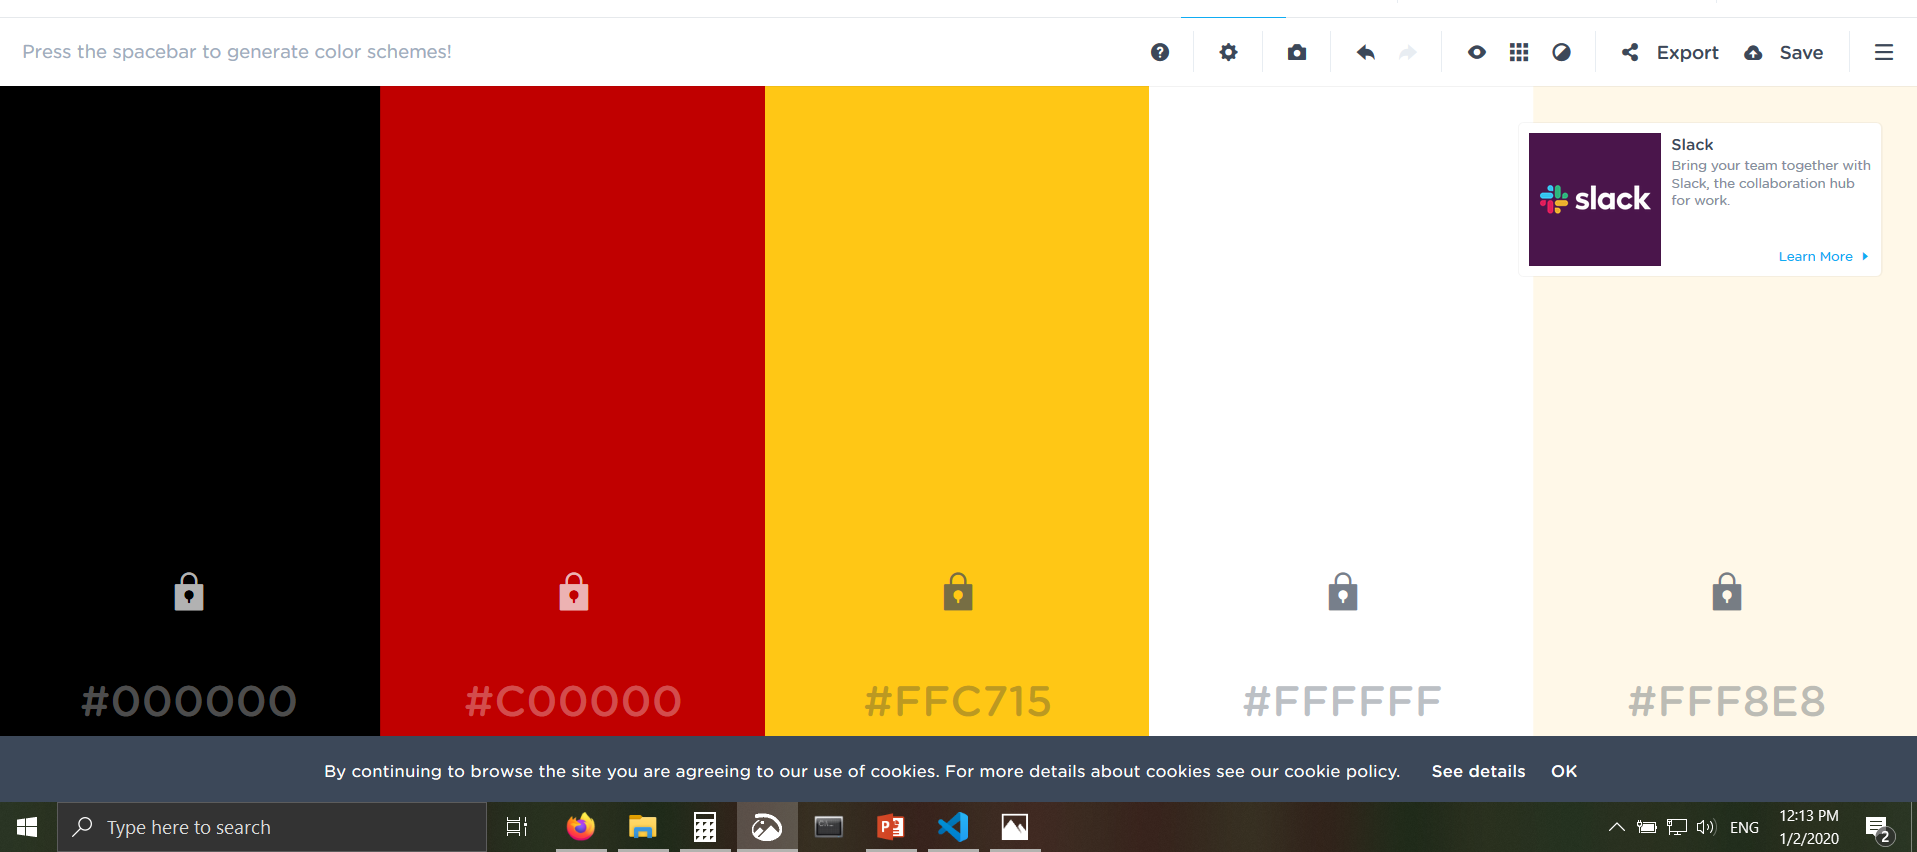 Press the spacebar to generate color schemes!
Export
Save
Slack
Bring your team together with
Slack, the collaboration hub
for work.
slack
Learn More
#000000
#C00000
#FFC715
#FFFFFF
#FFF8E8
By continuing to browse the site you are agreeing to our use of cookies. For more details about cookies see our cookie policy. See details OK
Type here to search
ENG
12:13 PM
1/2/2020
2